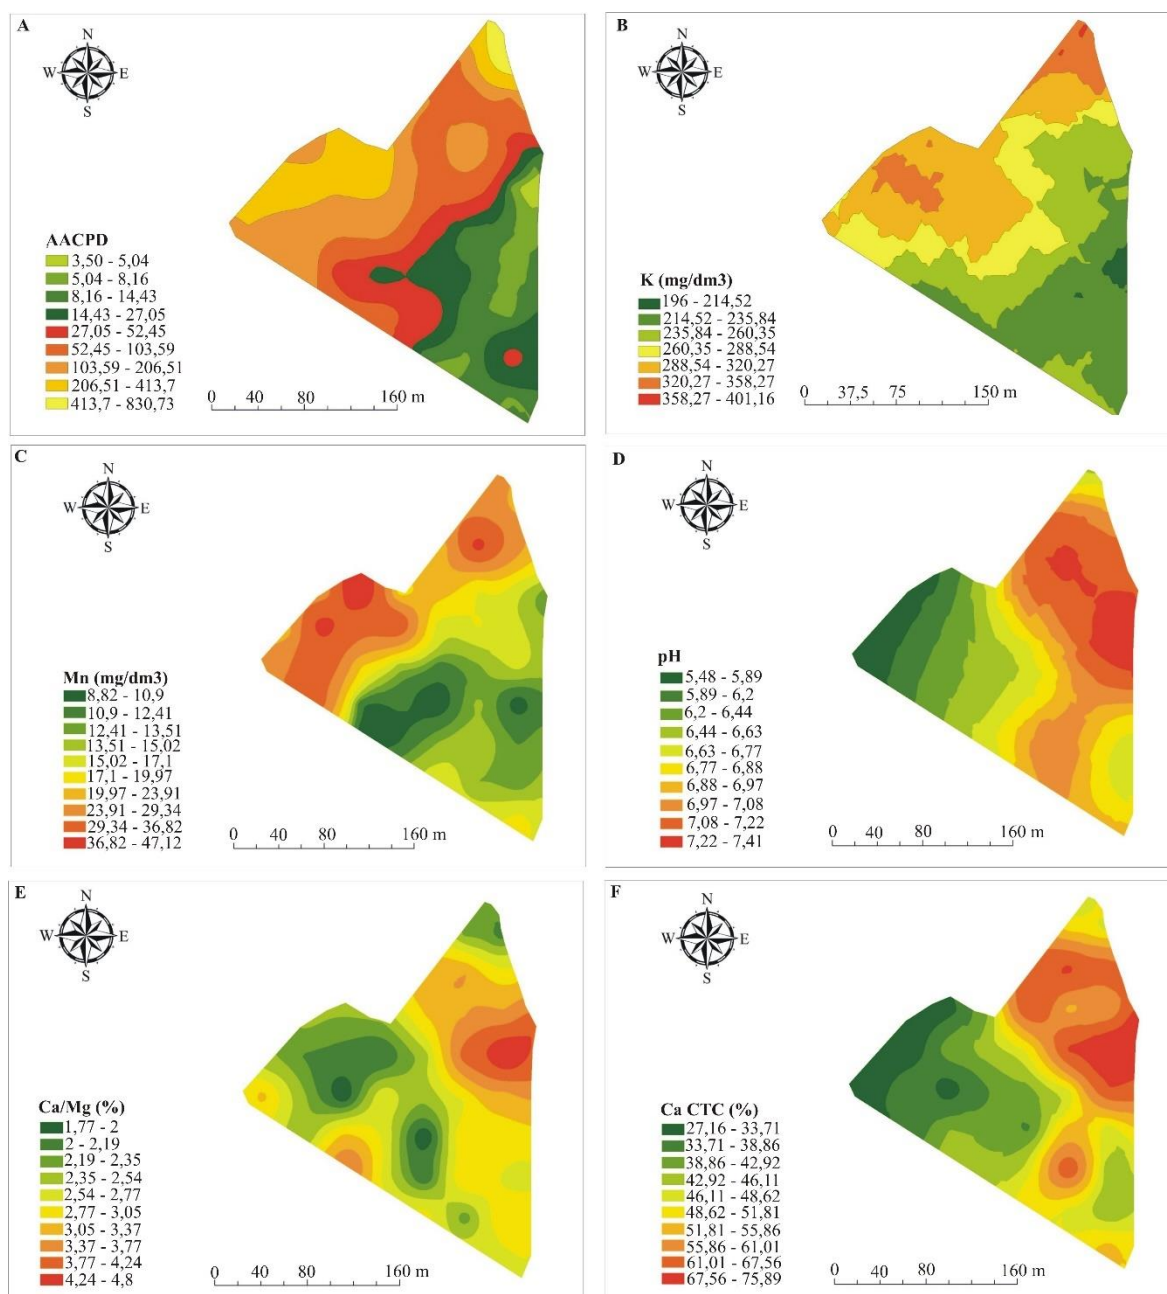 A
N
W E
S
AACPD
3,50 - 5,04
5,04 - 8,16
8,16 - 14,43
14,43 - 27,05
27,05 - 52,45
52,45 - 103,59
103,59 - 206,51
206,51 - 413,7
413,7 - 830,73
0 40 80 160 m
B
N
W E
S
K (mg/dm3)
196 - 214,52
214,52 - 235,84
235,84 - 260,35
260,35 - 288,54
288,54 - 320,27
320,27 - 358,27
358,27 - 401,16
0 37,5 75 150 m
C
N
W E
S
Mn (mg/dm3)
8,82 - 10,9
10,9 - 12,41
12,41 - 13,51
13,51 - 15,02
15,02 - 17,1
17,1 - 19,97
19,97 - 23,91
23,91 - 29,34
29,34 - 36,82
36,82 - 47,12
0 40 80 160 m
D
N
W E
S
pH
5,48 - 5,89
5,89 - 6,2
6,2 - 6,44
6,44 - 6,63
6,63 - 6,77
6,77 - 6,88
6,88 - 6,97
6,97 - 7,08
7,08 - 7,22
7,22 - 7,41
0 40 80 160 m
E
N
W E
S
Ca/Mg (%)
1,77 - 2
2 - 2,19
2,19 - 2,35
2,35 - 2,54
2,54 - 2,77
2,77 - 3,05
3,05 - 3,37
3,37 - 3,77
3,77 - 4,24
4,24 - 4,8
0 40 80 160 m
F
N
W E
S
Ca CTC (%)
27,16 - 33,71
33,71 - 38,86
38,86 - 42,92
42,92 - 46,11
46,11 - 48,62
48,62 - 51,81
51,81 - 55,86
55,86 - 61,01
61,01 - 67,56
67,56 - 75,89
0 40 80 160 m